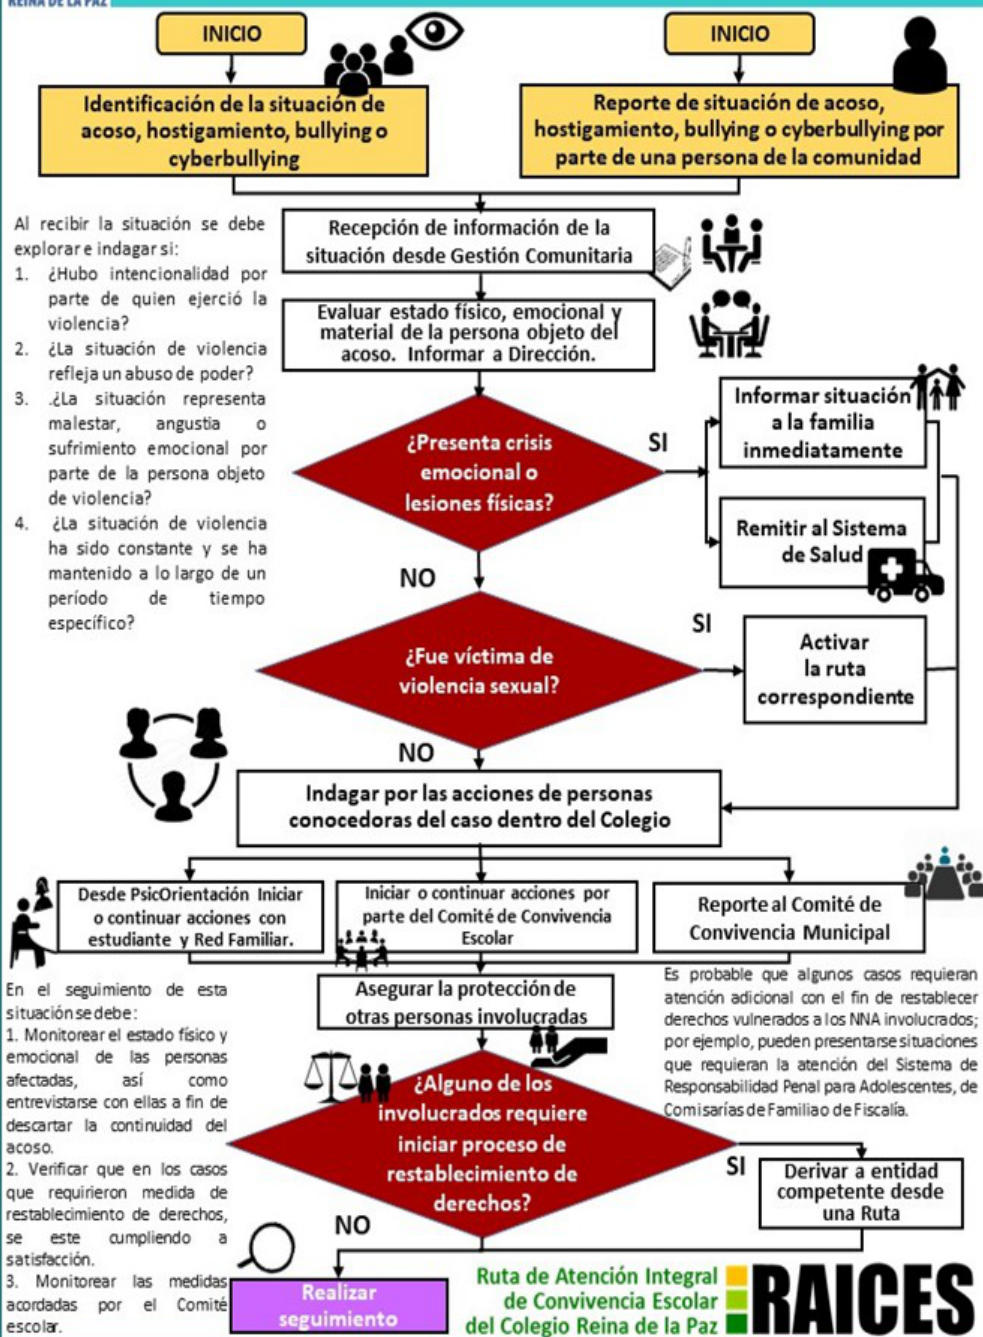 REINA DE LA PAZ
INICIO
INICIO
Identificación de la situación de
acoso, hostigamiento, bullying o
cyberbullying
Reporte de situación de acoso,
hostigamiento, bullying o cyberbullying por
parte de una persona de la comunidad
Al recibir la situación se debe
explorar e indagar si:
1. ¿Hubo intencionalidad por
parte de quien ejerció la
violencia?
2. ¿La situación de violencia
refleja un abuso de poder?
3. .¿La situación representa
malestar, angustia o
sufrimiento emocional por
parte de la persona objeto
de violencia?
4. ¿La situación de violencia
ha sido constante y se ha
mantenido a lo largo de un
período de tiempo
específico?
Recepción de información de la
situación desde Gestión Comunitaria
Evaluar estado físico, emocional y
material de la persona objeto del
acoso. Informar a Dirección.
¿Presenta crisis
emocional o
lesiones físicas?
SI
Informar situación
a la familia
inmediatamente
Remitir al Sistema
de Salud
NO
¿Fue víctima de
violencia sexual?
SI
Activar
la ruta
correspondiente
NO
Indagar por las acciones de personas
conocedoras del caso dentro del Colegio
Desde PsicOrientación Iniciar
o continuar acciones con
estudiante y Red Familiar.
Iniciar o continuar acciones por
parte del Comité de Convivencia
Escolar
Reporte al Comité de
Convivencia Municipal
Asegurar la protección de
otras personas involucradas
Es probable que algunos casos requieran
atención adicional con el fin de restablecer
derechos vulnerados a los NNA involucrados;
por ejemplo, pueden presentarse situaciones
que requieran la atención del Sistema de
Responsabilidad Penal para Adolescentes, de
Comisarías de Familia o de Fiscalía.
En el seguimiento de esta
situación se debe:
1. Monitorear el estado físico y
emocional de las personas
afectadas, así como
entrevistarse con ellas a fin de
descartar la continuidad del
acoso.
2. Verificar que en los casos
que requirieron medida de
restablecimiento de derechos,
se este cumpliendo a
satisfacción.
3. Monitorear las medidas
acordadas por el Comité
escolar.
¿Alguno de los
involucrados requiere
iniciar proceso de
restablecimiento de
derechos?
SI
Derivar a entidad
competente desde
una Ruta
NO
Realizar
seguimiento
Ruta de Atención Integral
de Convivencia Escolar
del Colegio Reina de la Paz
RAICES